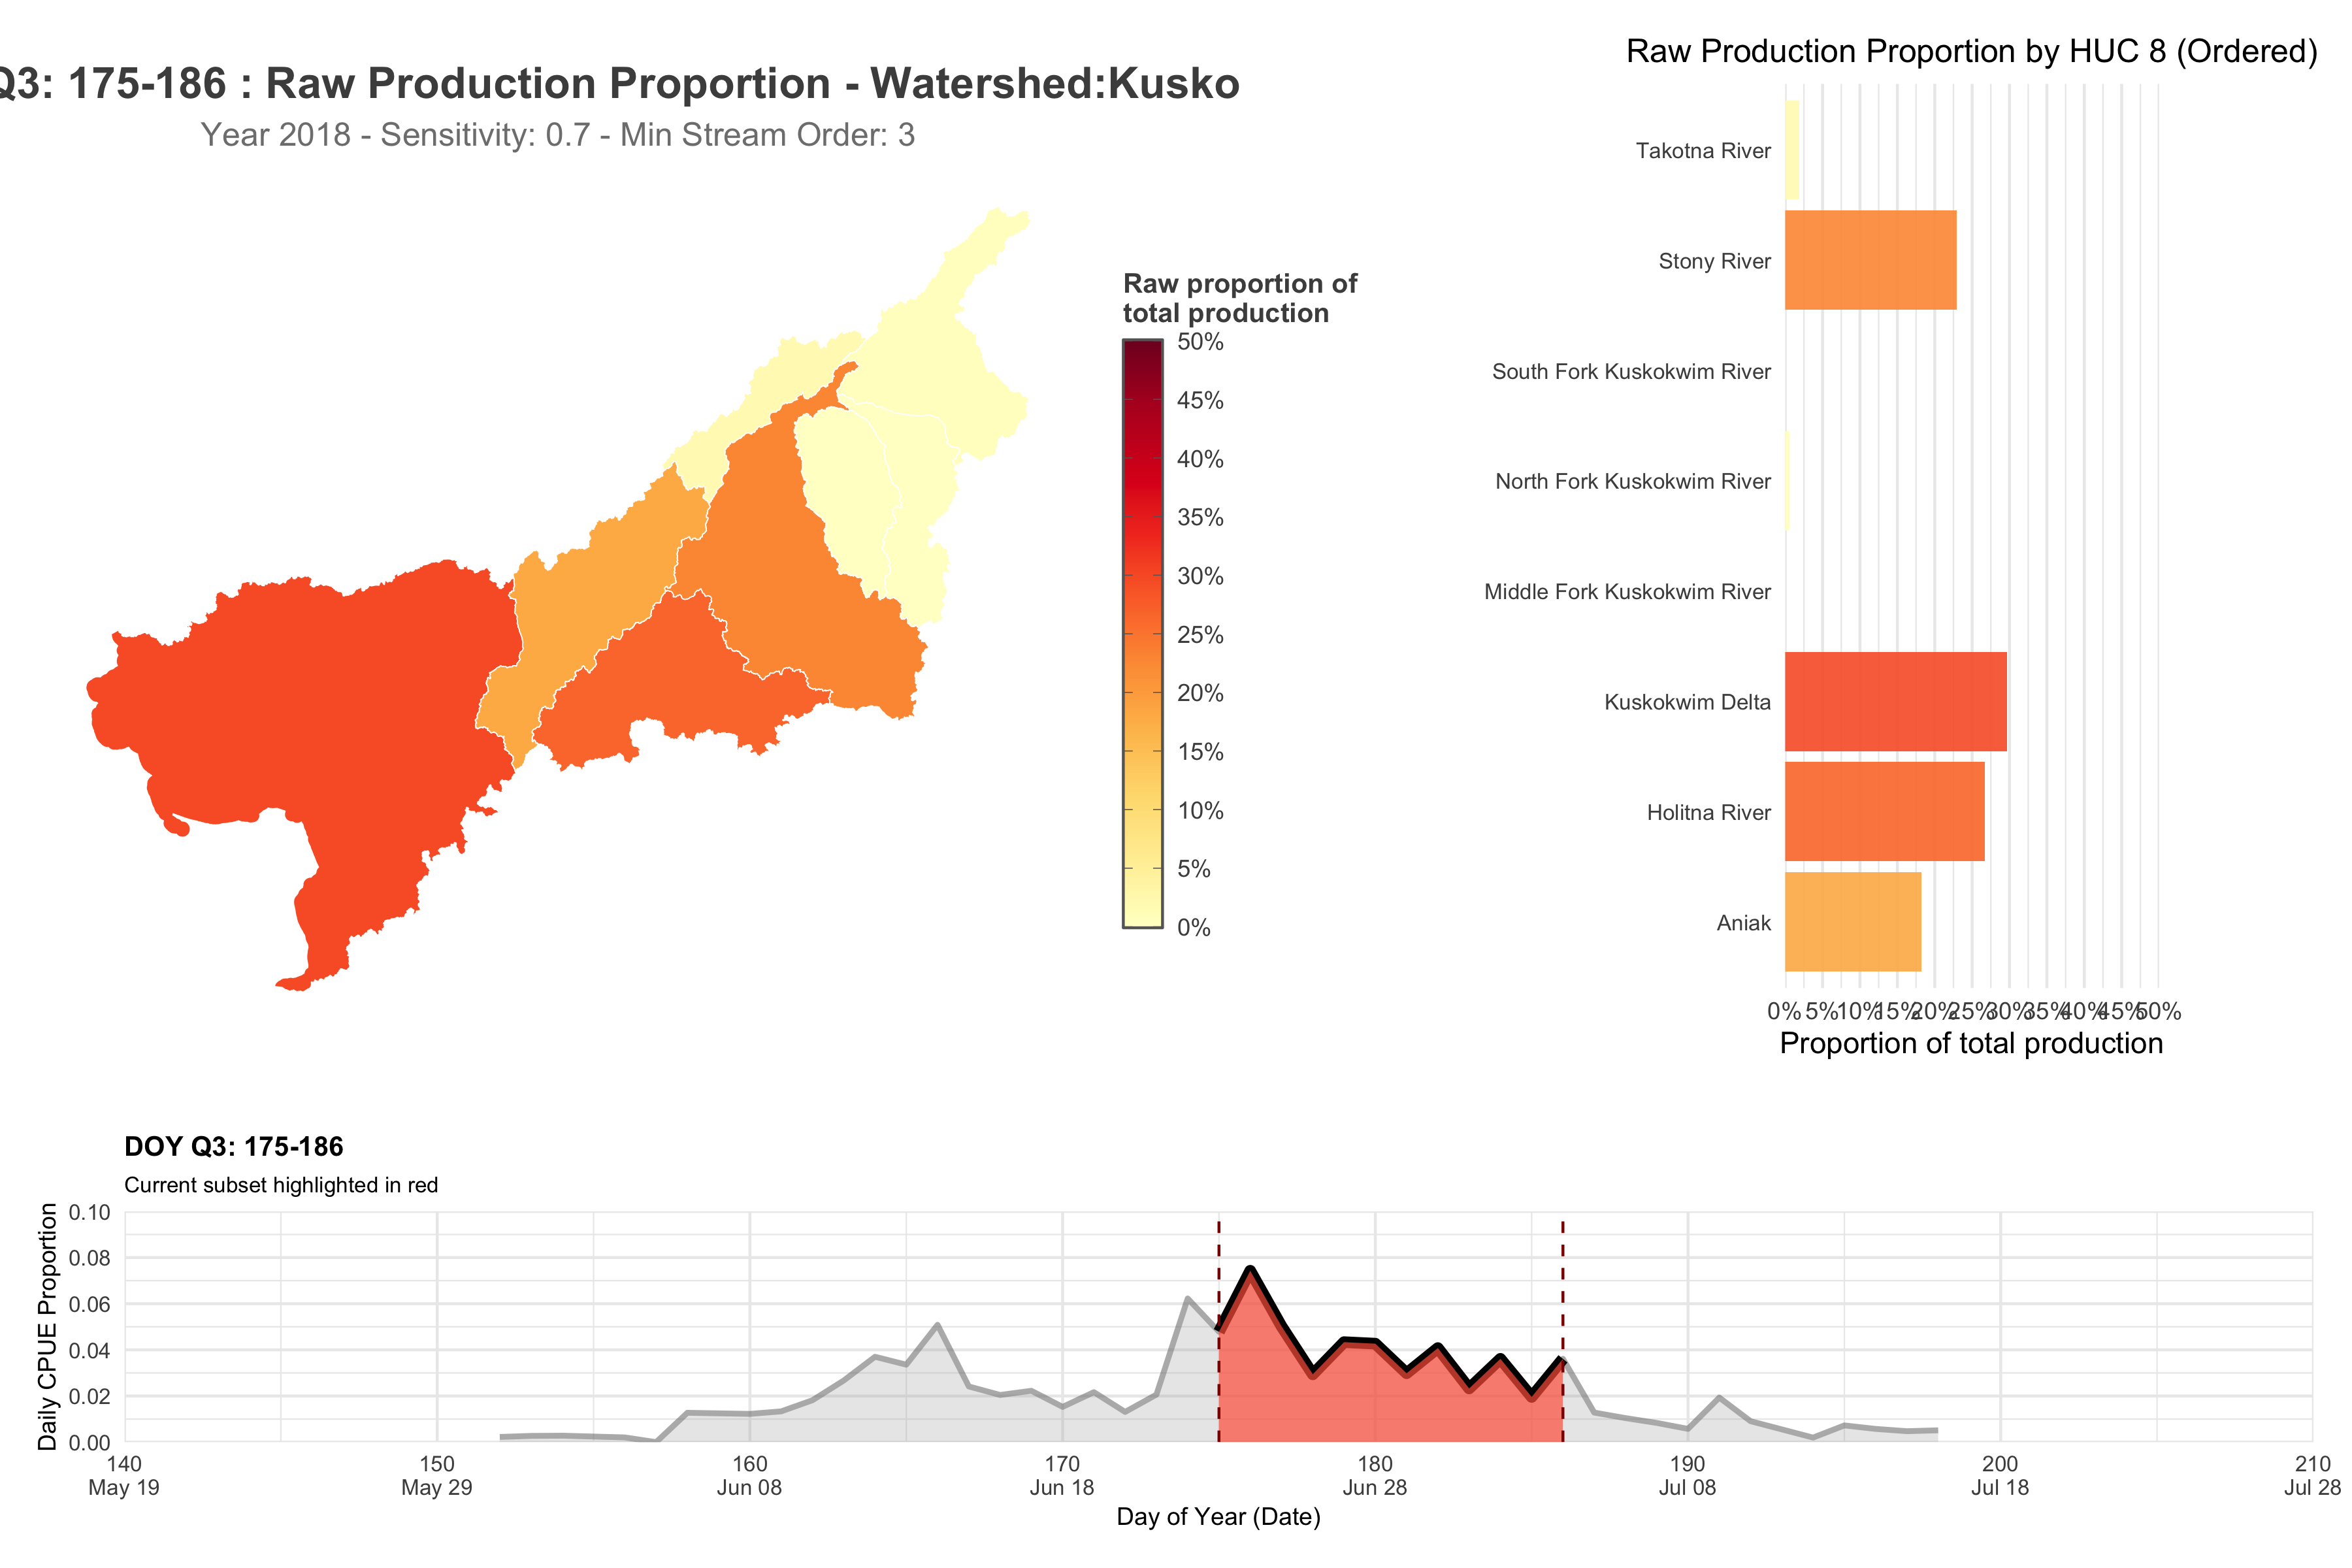 Q3: 175-186 : Raw Production Proportion - Watershed:Kusko
Year 2018 - Sensitivity: 0.7 - Min Stream Order: 3
Raw proportion of
total production
50%
45%
40%
35%
30%
25%
20%
15%
10%
5%
0%
Raw Production Proportion by HUC 8 (Ordered)
Takotna River
Stony River
South Fork Kuskokwim River
North Fork Kuskokwim River
Middle Fork Kuskokwim River
Kuskokwim Delta
Holitna River
Aniak
0% 5% 10% 15% 20% 25% 30% 35% 40% 45% 50%
Proportion of total production
DOY Q3: 175-186
Current subset highlighted in red
Daily CPUE Proportion
0.10
0.08
0.06
0.04
0.02
0.00
140 150 160 170 180 190 200 210
May 19 May 29 Jun 08 Jun 18 Jun 28 Jul 08 Jul 18 Jul 28
Day of Year (Date)